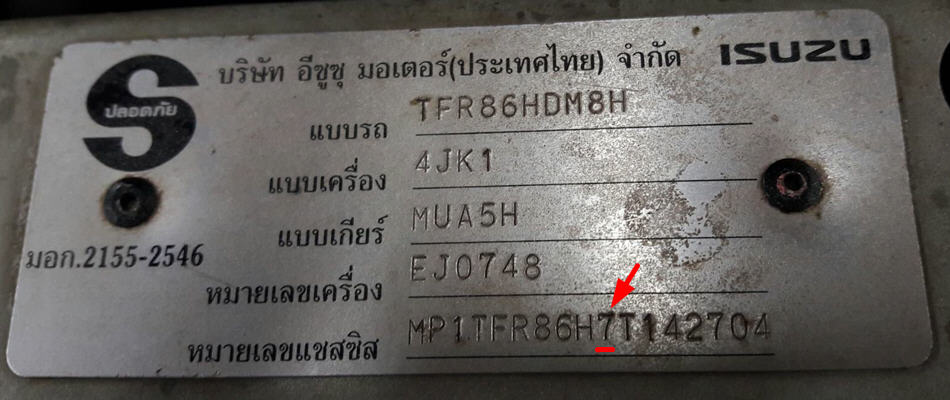 บริษัท อีซูซุ มอเตอร์(ประเทศไทย) จำกัด ISUZU
ปลอดภัย
แบบรถ TFR86HDM8H
แบบเครื่อง 4JK1
แบบเกียร์ MUA5H
มอก.2155-2546
หมายเลขเครื่อง EJ0748
หมายเลขแชสซิส MP1TFR86H7T142704